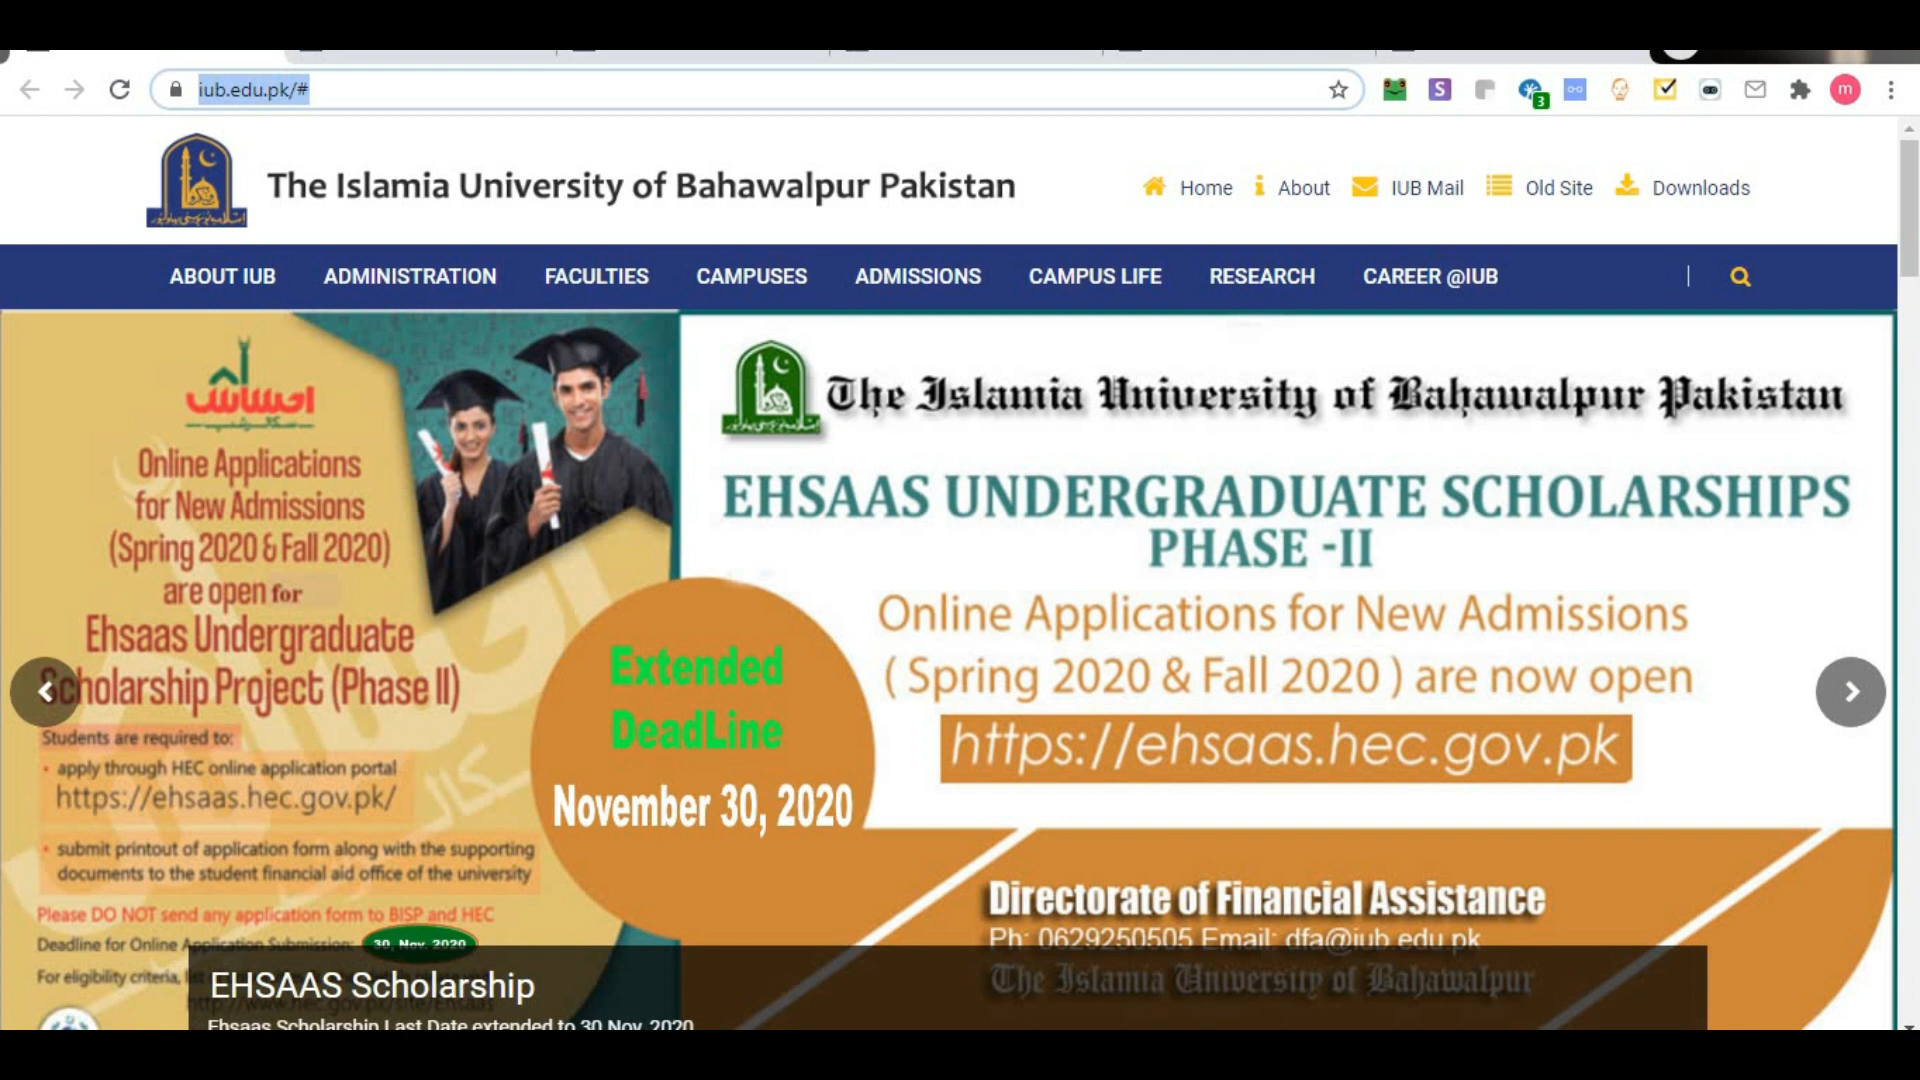 iub.edu.pk/#
S
3
m
The Islamia University of Bahawalpur Pakistan
Home
About
IUB Mail
Old Site
Downloads
ABOUT IUB
ADMINISTRATION
FACULTIES
CAMPUSES
ADMISSIONS
CAMPUS LIFE
RESEARCH
CAREER @IUB
احساس
Online Applications
for New Admissions
(Spring 2020 & Fall 2020)
are open for
Ehsaas Undergraduate
Scholarship Project (Phase II)
Students are required to:
• apply through HEC online application portal
https://ehsaas.hec.gov.pk/
• submit printout of application form along with the supporting
documents to the student financial aid office of the university
Please DO NOT send any application form to BISP and HEC
Deadline for Online Application Submission: 30, Nov. 2020
For eligibility criteria,
Extended
DeadLine
November 30, 2020
The Islamia University of Bahawalpur Pakistan
EHSAAS UNDERGRADUATE SCHOLARSHIPS
PHASE -II
Online Applications for New Admissions
( Spring 2020 & Fall 2020 ) are now open
https://ehsaas.hec.gov.pk
Directorate of Financial Assistance
Ph: 0629250505 Email: dfa@iub.edu.pk
The Islamia University of Bahawalpur
EHSAAS Scholarship
Ehsaas Scholarship Last Date extended to 30 Nov, 2020